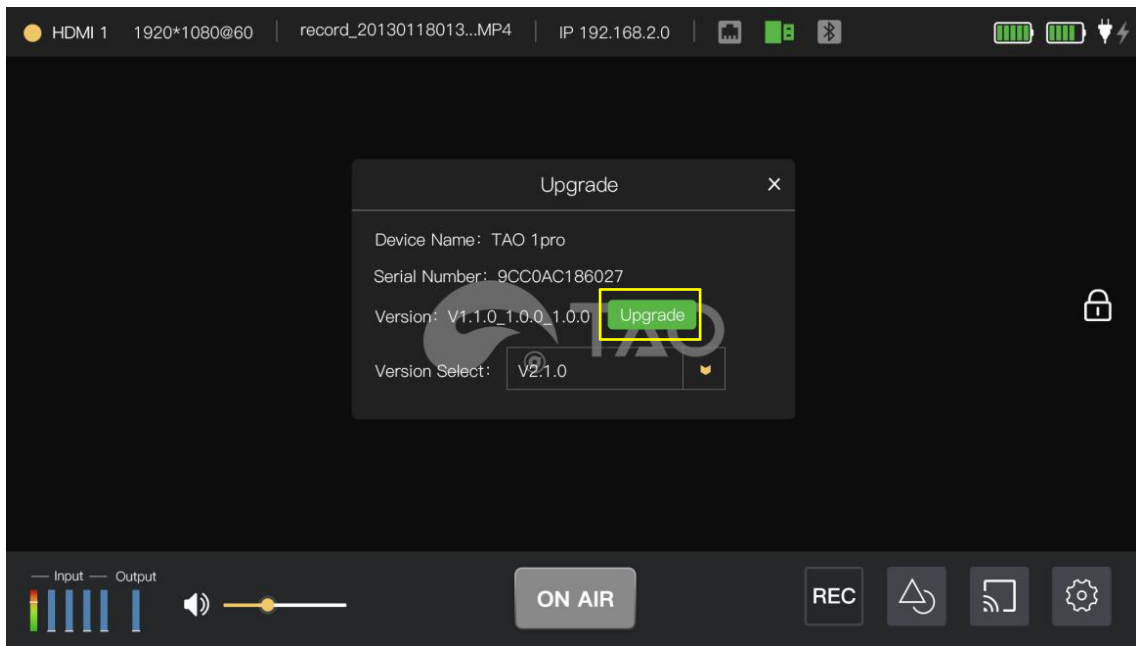 HDMI 1 1920*1080@60 record_20130118013...MP4 IP 192.168.2.0
Upgrade
Device Name: TAO 1pro
Serial Number: 9CC0AC186027
Version: V1.1.0_1.0.0_1.0.0 Upgrade
TAO
Version Select: V2.1.0
@
Input Output
ON AIR
REC